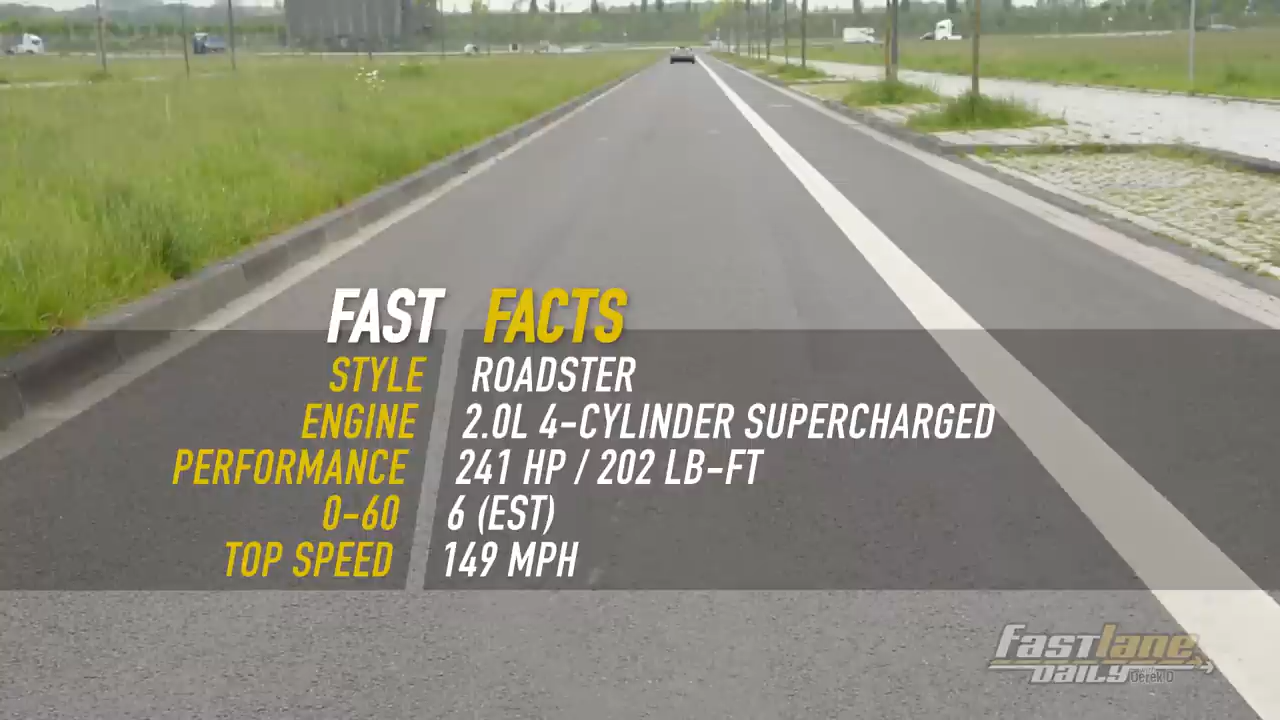 FAST FACTS
STYLE ROADSTER
ENGINE 2.0L 4-CYLINDER SUPERCHARGED
PERFORMANCE 241 HP / 202 LB-FT
0-60 6 (EST)
TOP SPEED 149 MPH
fastlane
DAILY with Derek D